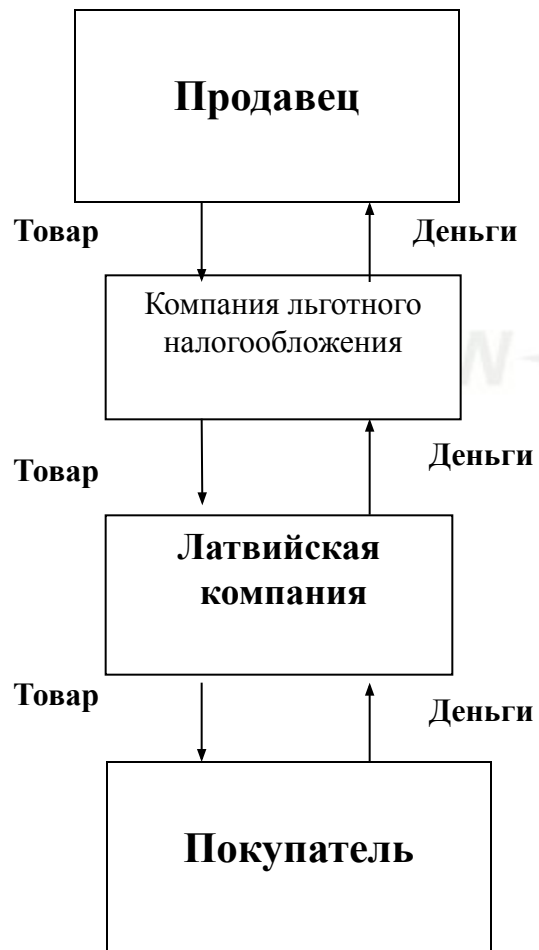 Продавец
Товар
Деньги
Компания льготного
налогообложения
Товар
Деньги
Латвийская
компания
Товар
Деньги
Покупатель